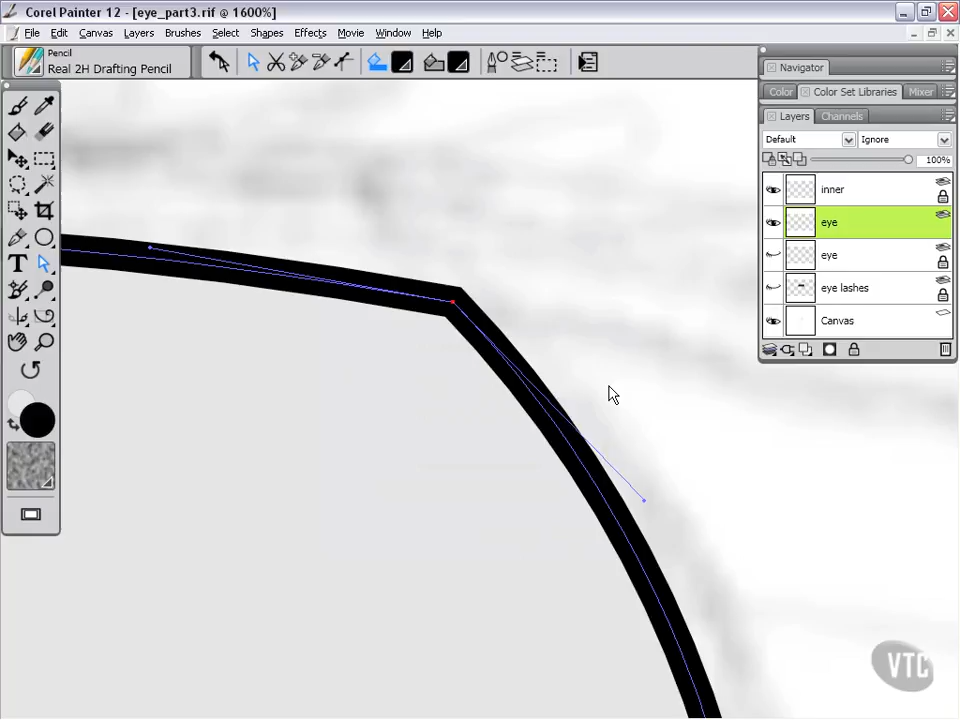 Corel Painter 12 - [eye_part3.rif @ 1600%]
File Edit Canvas Layers Brushes Select Shapes Effects Movie Window Help
Pencil
Real 2H Drafting Pencil
Navigator
Color Color Set Libraries Mixer
Layers Channels
Default Ignore
100%
inner
eye
eye
eye lashes
Canvas
T
VTC